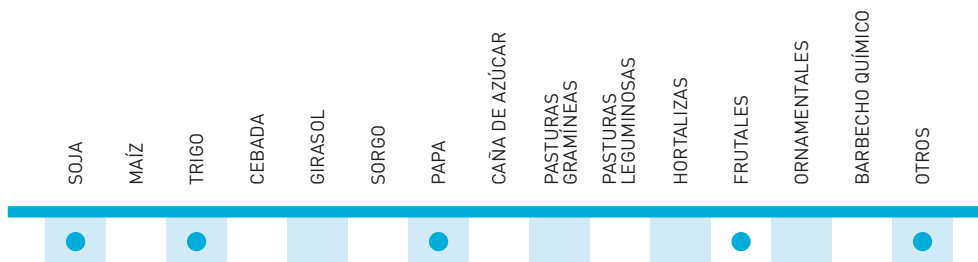 SOJA
MAÍZ
TRIGO
CEBADA
GIRASOL
SORGO
PAPA
CAÑA DE AZÚCAR
PASTURAS
GRAMÍNEAS
PASTURAS
LEGUMINOSAS
HORTALIZAS
FRUTALES
ORNAMENTALES
BARBECHO QUÍMICO
OTROS